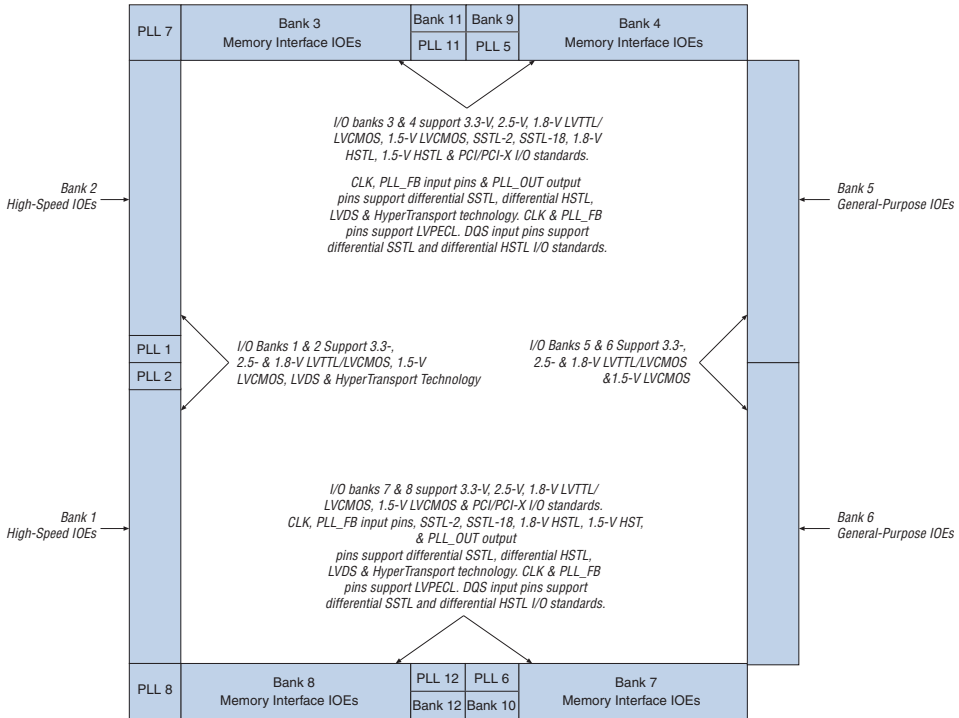 PLL 7
Bank 3
Memory Interface IOEs
Bank 11
Bank 9
PLL 11
PLL 5
Bank 4
Memory Interface IOEs
I/O banks 3 & 4 support 3.3-V, 2.5-V, 1.8-V LVTTL/
LVCMOS, 1.5-V LVCMOS, SSTL-2, SSTL-18, 1.8-V
HSTL, 1.5-V HSTL & PCI/PCI-X I/O standards.
CLK, PLL_FB input pins & PLL_OUT output
pins support differential SSTL, differential HSTL,
LVDS & HyperTransport technology. CLK & PLL_FB
pins support LVPECL. DQS input pins support
differential SSTL and differential HSTL I/O standards.
Bank 2
High-Speed IOEs
Bank 5
General-Purpose IOEs
PLL 1
PLL 2
I/O Banks 1 & 2 Support 3.3-,
2.5- & 1.8-V LVTTL/LVCMOS, 1.5-V
LVCMOS, LVDS & HyperTransport Technology
I/O Banks 5 & 6 Support 3.3-,
2.5- & 1.8-V LVTTL/LVCMOS
&1.5-V LVCMOS
I/O banks 7 & 8 support 3.3-V, 2.5-V, 1.8-V LVTTL/
LVCMOS, 1.5-V LVCMOS & PCI/PCI-X I/O standards.
CLK, PLL_FB input pins, SSTL-2, SSTL-18, 1.8-V HSTL, 1.5-V HST,
& PLL_OUT output
pins support differential SSTL, differential HSTL,
LVDS & HyperTransport technology. CLK & PLL_FB
pins support LVPECL. DQS input pins support
differential SSTL and differential HSTL I/O standards.
Bank 1
High-Speed IOEs
Bank 6
General-Purpose IOEs
PLL 8
Bank 8
Memory Interface IOEs
PLL 12
PLL 6
Bank 12
Bank 10
Bank 7
Memory Interface IOEs